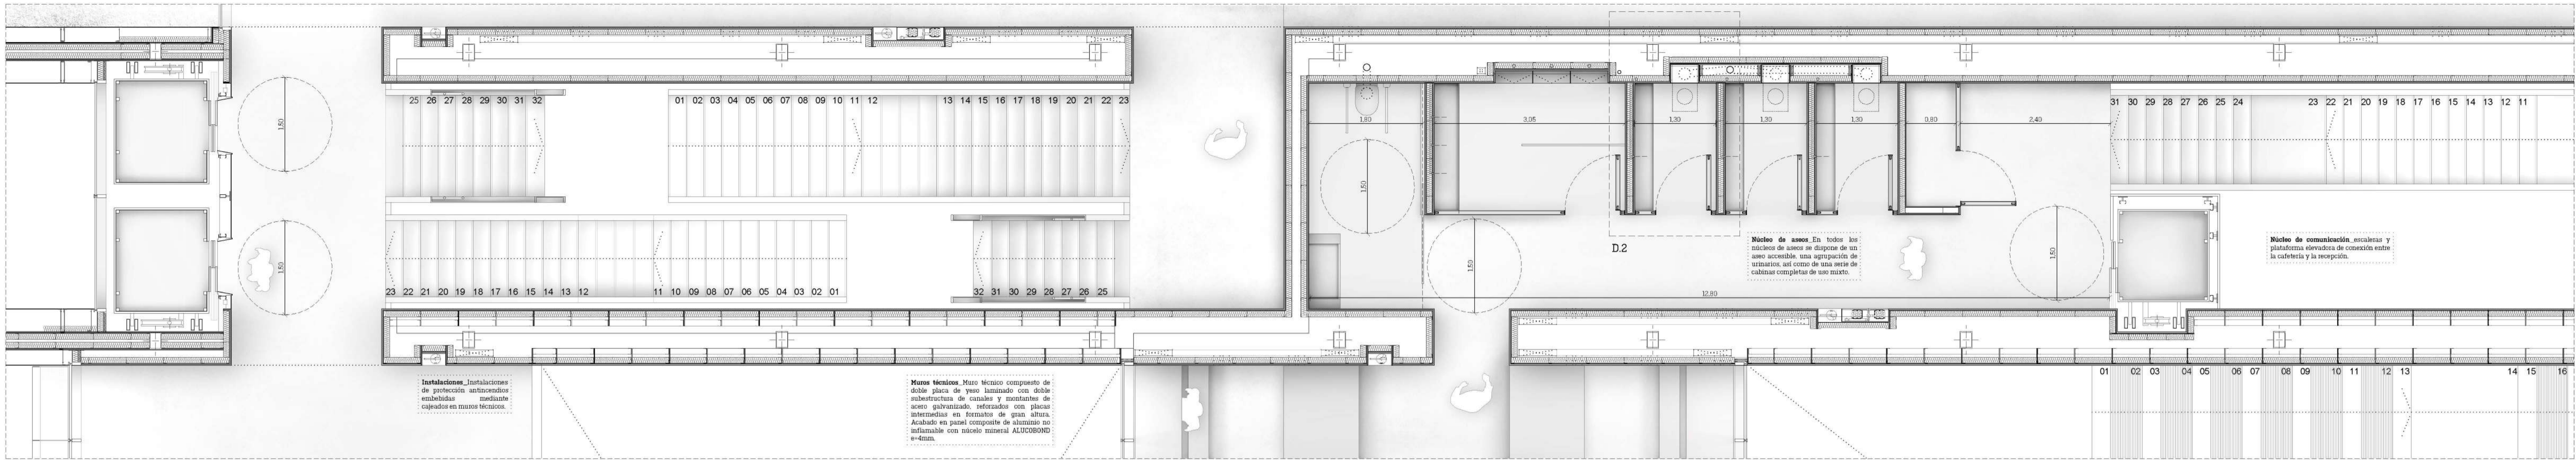 25 26 27 28 29 30 31 32
01 02 03 04 05 06 07 08 09 10 11 12 13 14 15 16 17 18 19 20 21 22 23
31 30 29 28 27 26 25 24 23 22 21 20 19 18 17 16 15 14 13 12 11
1,50
1,80
3,05
1,30
1,30
1,30
0,80
2,40
1,50
1,50
1,50
1,50
D.2
Núcleo de aseos_En todos los
núcleos de aseos se dispone de un
aseo accesible, una agrupación de
urinarios, así como de una serie de
cabinas completas de uso mixto.
Núcleo de comunicación_escaleras y
plataforma elevadora de conexión entre
la cafetería y la recepción.
23 22 21 20 19 18 17 16 15 14 13 12 11 10 09 08 07 06 05 04 03 02 01
32 31 30 29 28 27 26 25
12,80
Instalaciones_Instalaciones
de protección antincendios
embebidas mediante
cajeados en muros técnicos.
Muros técnicos_Muro técnico compuesto de
doble placa de yeso laminado con doble
subestructura de canales y montantes de
acero galvanizado, reforzados con placas
intermedias en formatos de gran altura.
Acabado en panel composite de aluminio no
inflamable con núcelo mineral ALUCOBOND
e=4mm.
01 02 03 04 05 06 07 08 09 10 11 12 13 14 15 16